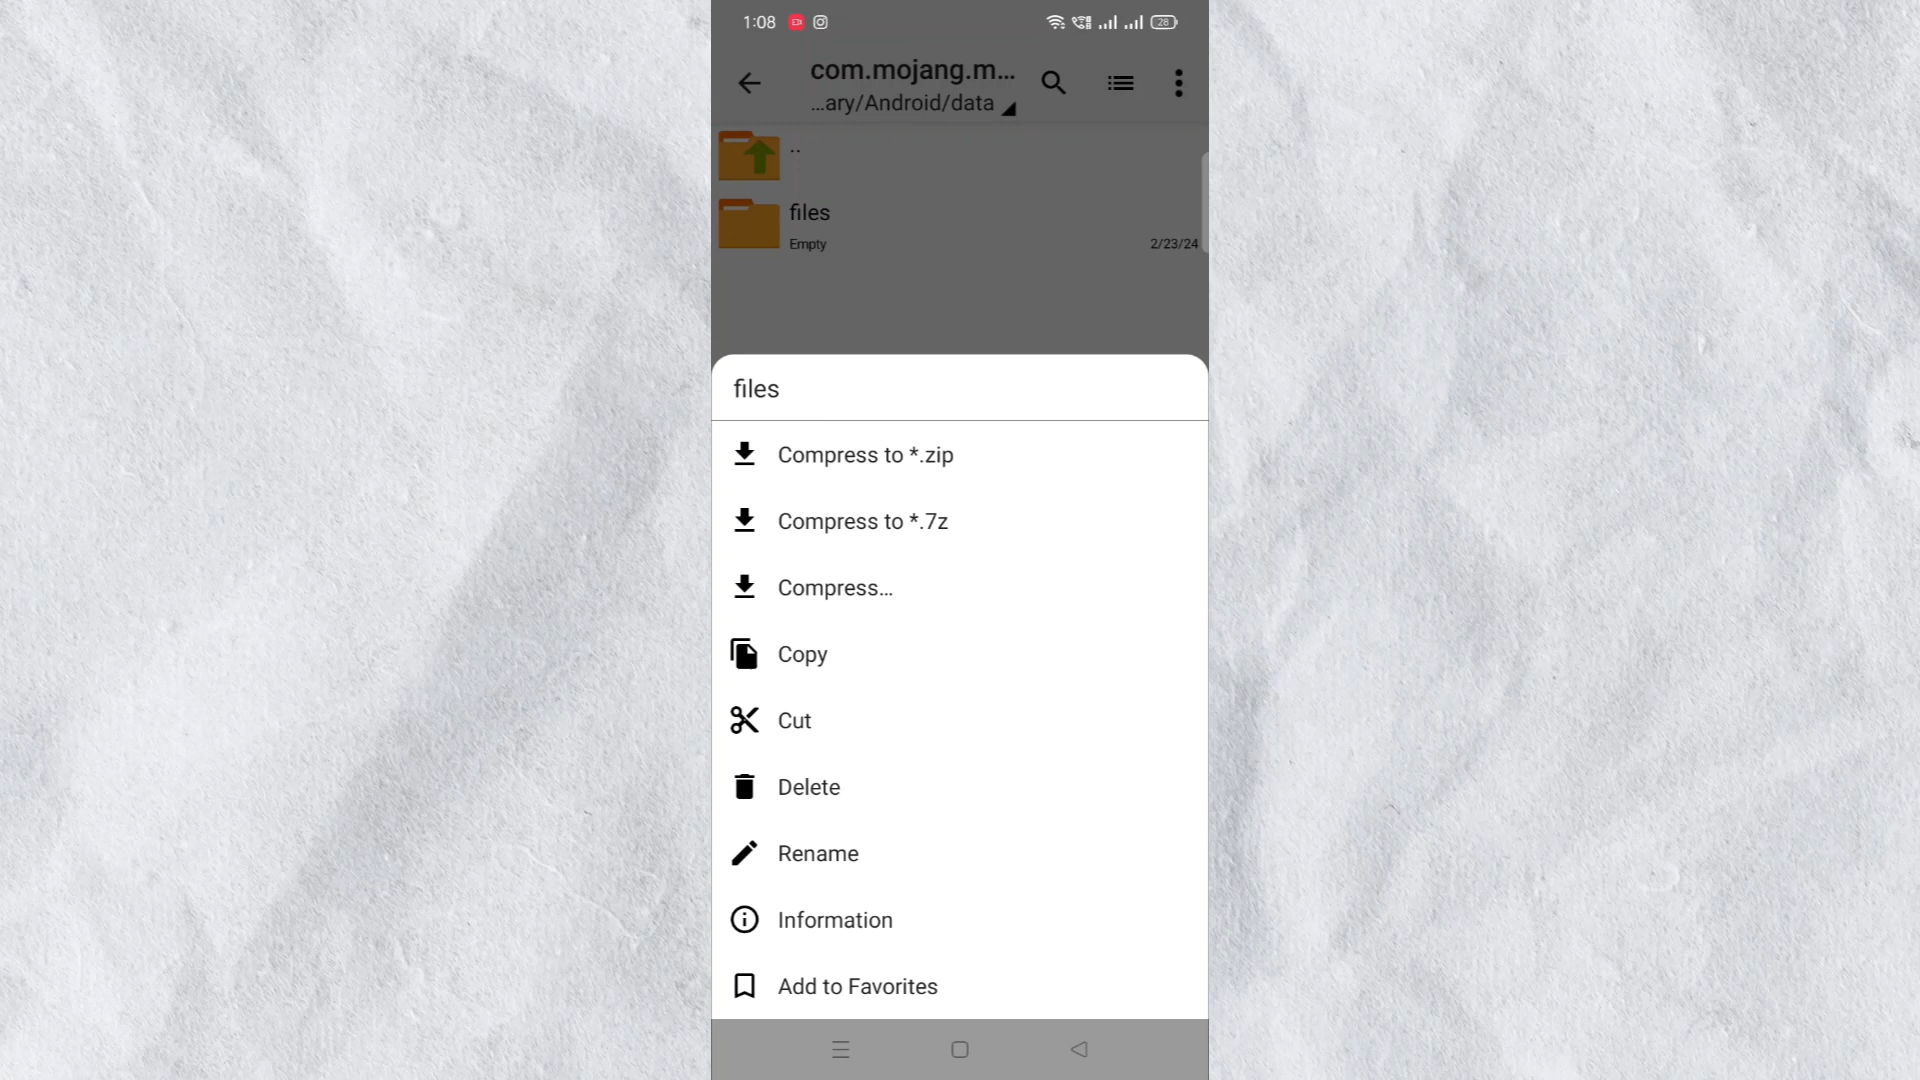 1:08
28
com.mojang.m...
...ary/Android/data
..
files
Empty
2/23/24
files
Compress to *.zip
Compress to *.7z
Compress...
Copy
Cut
Delete
Rename
Information
Add to Favorites